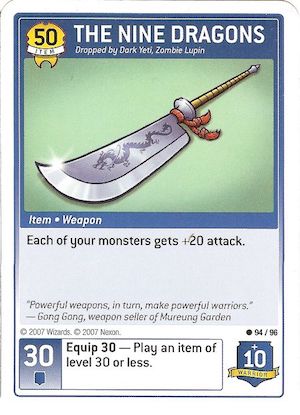 50
ITEM
THE NINE DRAGONS
Dropped by Dark Yeti, Zombie Lupin
Item • Weapon
Each of your monsters gets +20 attack.
"Powerful weapons, in turn, make powerful warriors."
— Gong Gong, weapon seller of Mureung Garden
© 2007 Wizards. © 2007 Nexon.
● 94 / 96
30
Equip 30 — Play an item of
level 30 or less.
+
10
WARRIOR